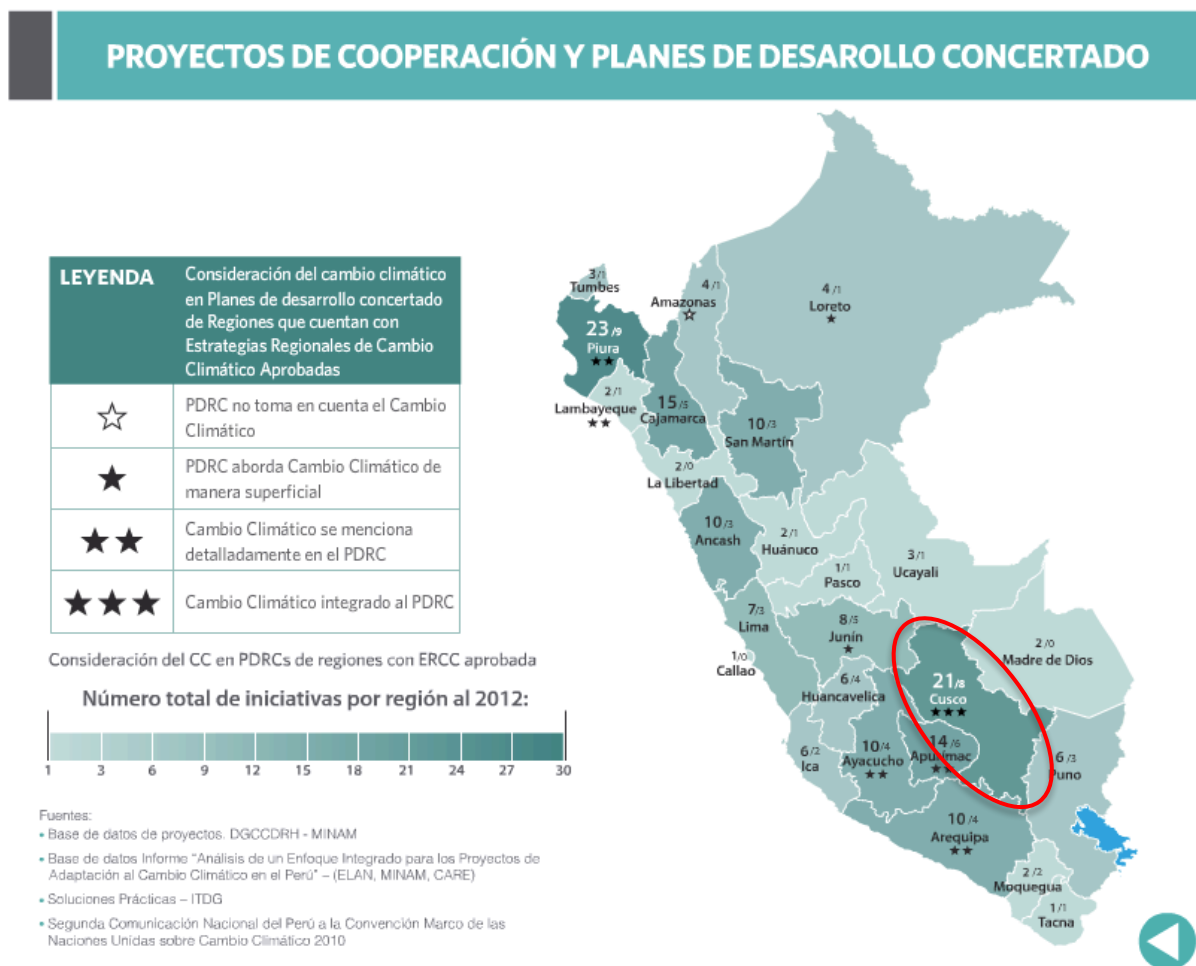 PROYECTOS DE COOPERACIÓN Y PLANES DE DESAROLLO CONCERTADO
LEYENDA
Consideración del cambio climático
en Planes de desarrollo concertado
de Regiones que cuentan con
Estrategias Regionales de Cambio
Climático Aprobadas
PDRC no toma en cuenta el Cambio
Climático
PDRC aborda Cambio Climático de
manera superficial
Cambio Climático se menciona
detalladamente en el PDRC
Cambio Climático integrado al PDRC
Consideración del CC en PDRCs de regiones con ERCC aprobada
Número total de iniciativas por región al 2012:
1 3 6 9 12 15 18 21 24 27 30
Fuentes:
• Base de datos de proyectos. DGCCDRH - MINAM
• Base de datos Informe “Análisis de un Enfoque Integrado para los Proyectos de
Adaptación al Cambio Climático en el Perú” – (ELAN, MINAM, CARE)
• Soluciones Prácticas – ITDG
• Segunda Comunicación Nacional del Perú a la Convención Marco de las
Naciones Unidas sobre Cambio Climático 2010
3/1
Tumbes
4/1
Amazonas
4/1
Loreto
23/9
Piura
2/1
Lambayeque
15/5
Cajamarca
10/3
San Martín
2/0
La Libertad
10/3
Ancash
2/1
Huánuco
1/1
Pasco
3/1
Ucayali
7/3
Lima
8/5
Junín
1/0
Callao
2/0
Madre de Dios
6/4
Huancavelica
21/8
Cusco
6/2
Ica
10/4
Ayacucho
14/6
Apurímac
6/3
Puno
10/4
Arequipa
2/2
Moquegua
1/1
Tacna